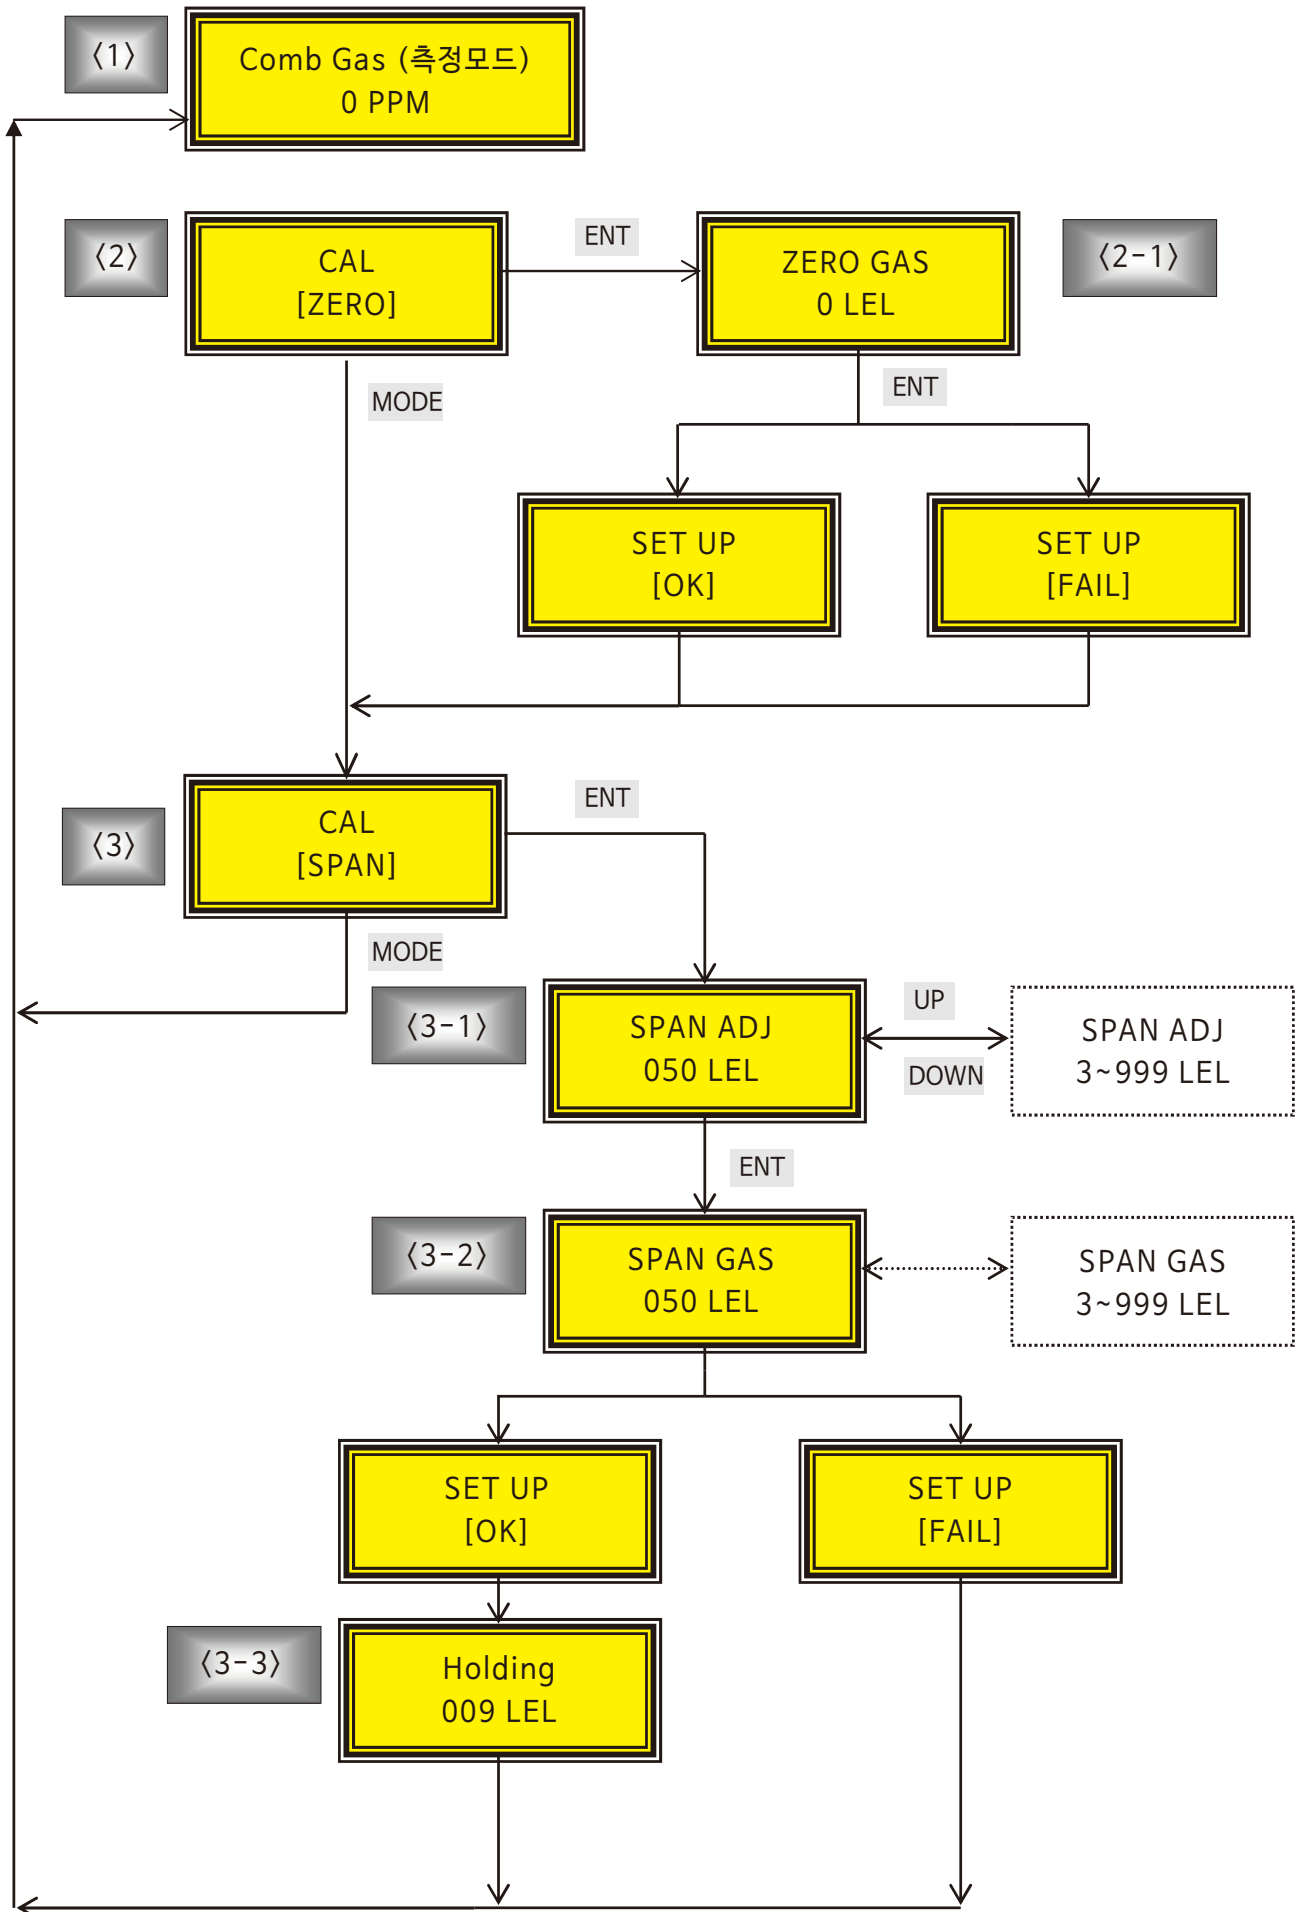 〈1〉
Comb Gas (측정모드)
0 PPM
〈2〉
CAL
[ZERO]
ENT
ZERO GAS
0 LEL
〈2-1〉
MODE
ENT
SET UP
[OK]
SET UP
[FAIL]
〈3〉
CAL
[SPAN]
ENT
MODE
〈3-1〉
SPAN ADJ
050 LEL
UP
DOWN
SPAN ADJ
3~999 LEL
ENT
〈3-2〉
SPAN GAS
050 LEL
SPAN GAS
3~999 LEL
SET UP
[OK]
SET UP
[FAIL]
〈3-3〉
Holding
009 LEL